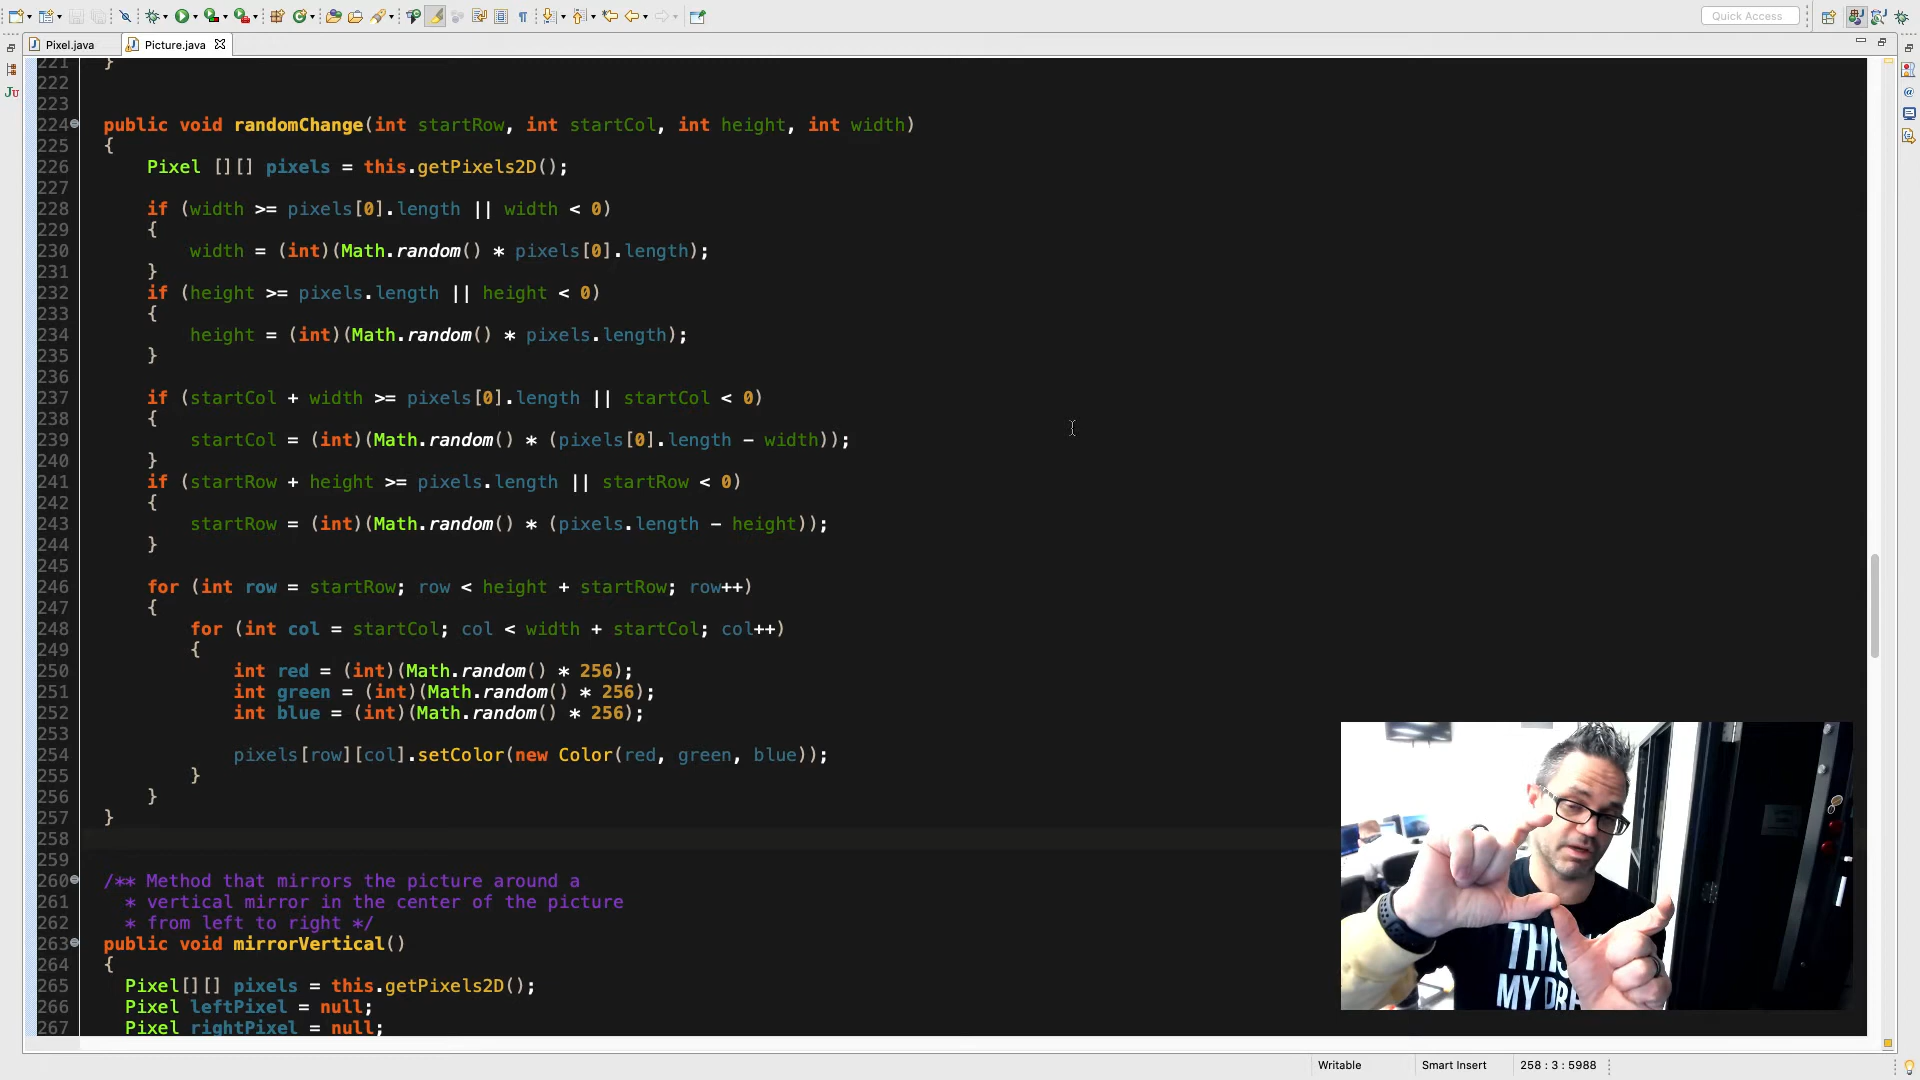 Quick Access
Pixel.java
Picture.java
Ju
221 }
222
223
224 public void randomChange(int startRow, int startCol, int height, int width)
225 {
226 Pixel [][] pixels = this.getPixels2D();
227
228 if (width >= pixels[0].length || width < 0)
229 {
230 width = (int)(Math.random() * pixels[0].length);
231 }
232 if (height >= pixels.length || height < 0)
233 {
234 height = (int)(Math.random() * pixels.length);
235 }
236
237 if (startCol + width >= pixels[0].length || startCol < 0)
238 {
239 startCol = (int)(Math.random() * (pixels[0].length - width));
240 }
241 if (startRow + height >= pixels.length || startRow < 0)
242 {
243 startRow = (int)(Math.random() * (pixels.length - height));
244 }
245
246 for (int row = startRow; row < height + startRow; row++)
247 {
248 for (int col = startCol; col < width + startCol; col++)
249 {
250 int red = (int)(Math.random() * 256);
251 int green = (int)(Math.random() * 256);
252 int blue = (int)(Math.random() * 256);
253
254 pixels[row][col].setColor(new Color(red, green, blue));
255 }
256 }
257 }
258
259
260 /** Method that mirrors the picture around a
261 * vertical mirror in the center of the picture
262 * from left to right */
263 public void mirrorVertical()
264 {
265 Pixel[][] pixels = this.getPixels2D();
266 Pixel leftPixel = null;
267 Pixel rightPixel = null;
MY
Writable
Smart Insert
258 : 3 : 5988